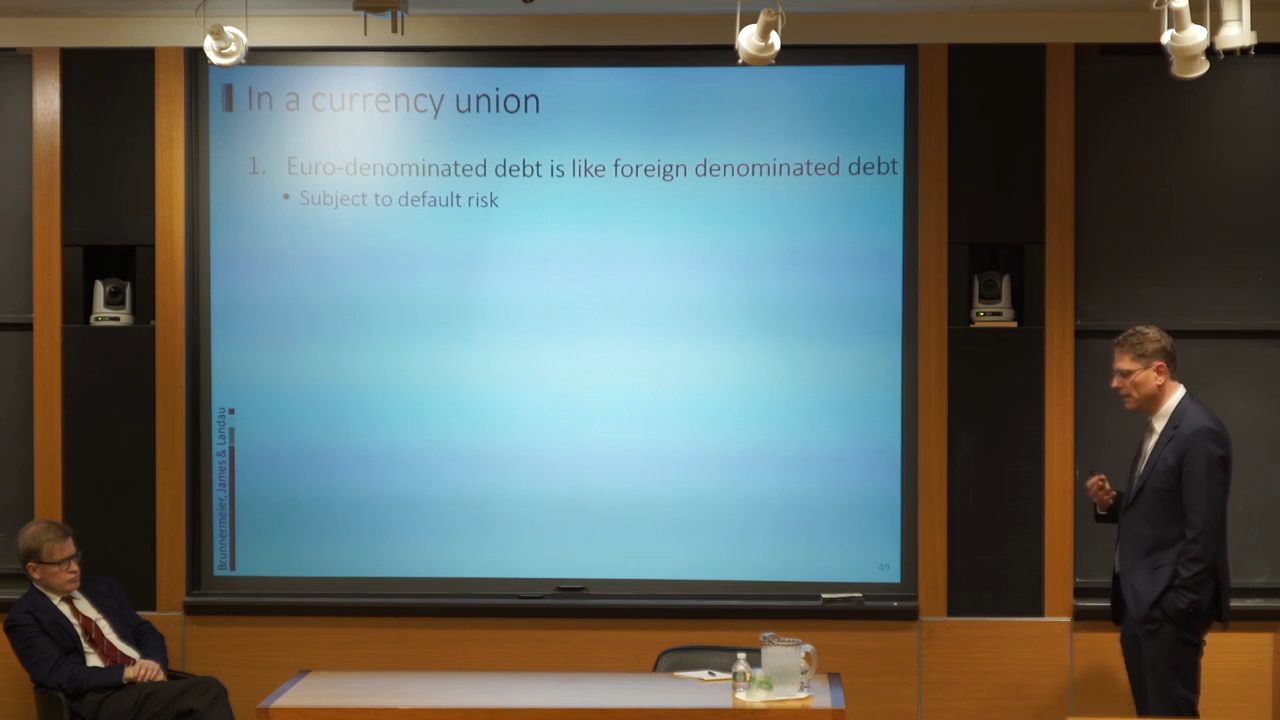 In a currency union
1. Euro-denominated debt is like foreign denominated debt
• Subject to default risk
Brunnermeier, James & Landau
49